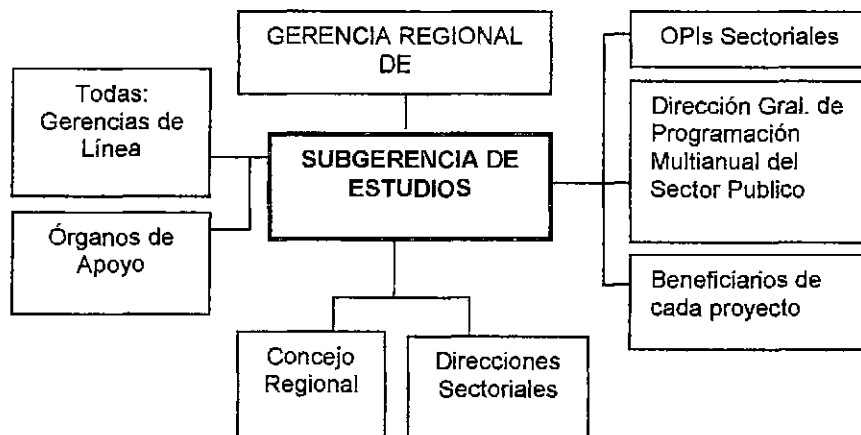 GERENCIA REGIONAL
DE
OPIs Sectoriales
Todas:
Gerencias de
Línea
Dirección Gral. de
Programación
Multianual del
Sector Publico
SUBGERENCIA DE
ESTUDIOS
Órganos de
Apoyo
Beneficiarios de
cada proyecto
Concejo
Regional
Direcciones
Sectoriales